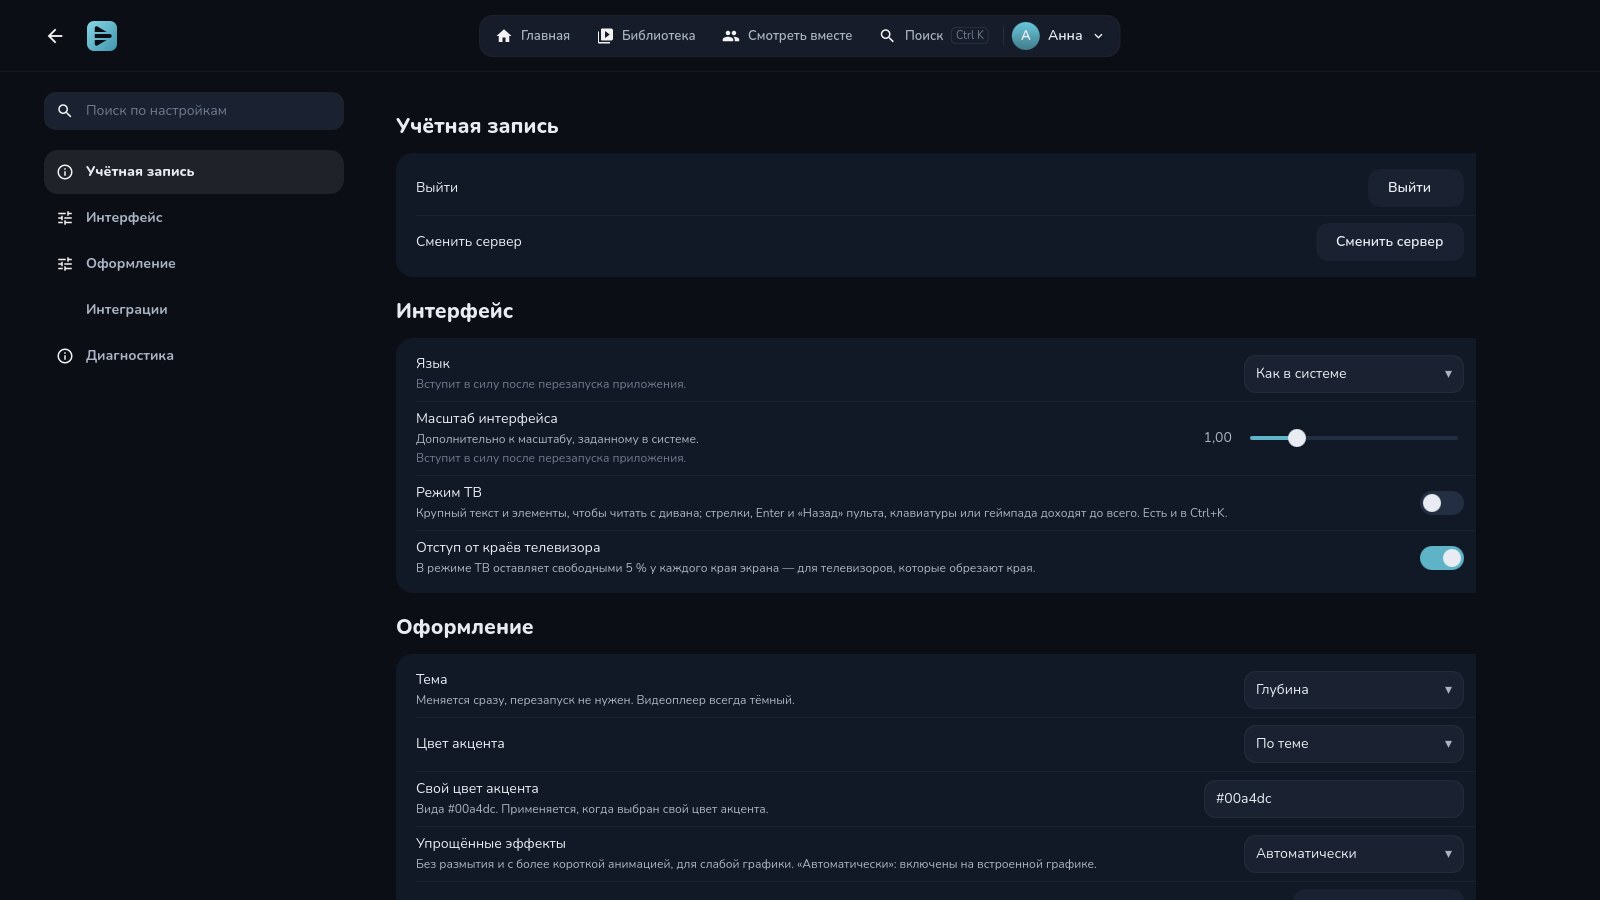 Главная
Библиотека
Смотреть вместе
Поиск Ctrl K
А Анна
Поиск по настройкам
Учётная запись
Интерфейс
Оформление
Интеграции
Диагностика
Учётная запись
Выйти
Выйти
Сменить сервер
Сменить сервер
Интерфейс
Язык
Вступит в силу после перезапуска приложения.
Как в системе
Масштаб интерфейса
Дополнительно к масштабу, заданному в системе.
Вступит в силу после перезапуска приложения.
1,00
Режим ТВ
Крупный текст и элементы, чтобы читать с дивана; стрелки, Enter и «Назад» пульта, клавиатуры или геймпада доходят до всего. Есть и в Ctrl+K.
Отступ от краёв телевизора
В режиме ТВ оставляет свободными 5 % у каждого края экрана — для телевизоров, которые обрезают края.
Оформление
Тема
Меняется сразу, перезапуск не нужен. Видеоплеер всегда тёмный.
Глубина
Цвет акцента
По теме
Свой цвет акцента
Вида #00a4dc. Применяется, когда выбран свой цвет акцента.
#00a4dc
Упрощённые эффекты
Без размытия и с более короткой анимацией, для слабой графики. «Автоматически»: включены на встроенной графике.
Автоматически